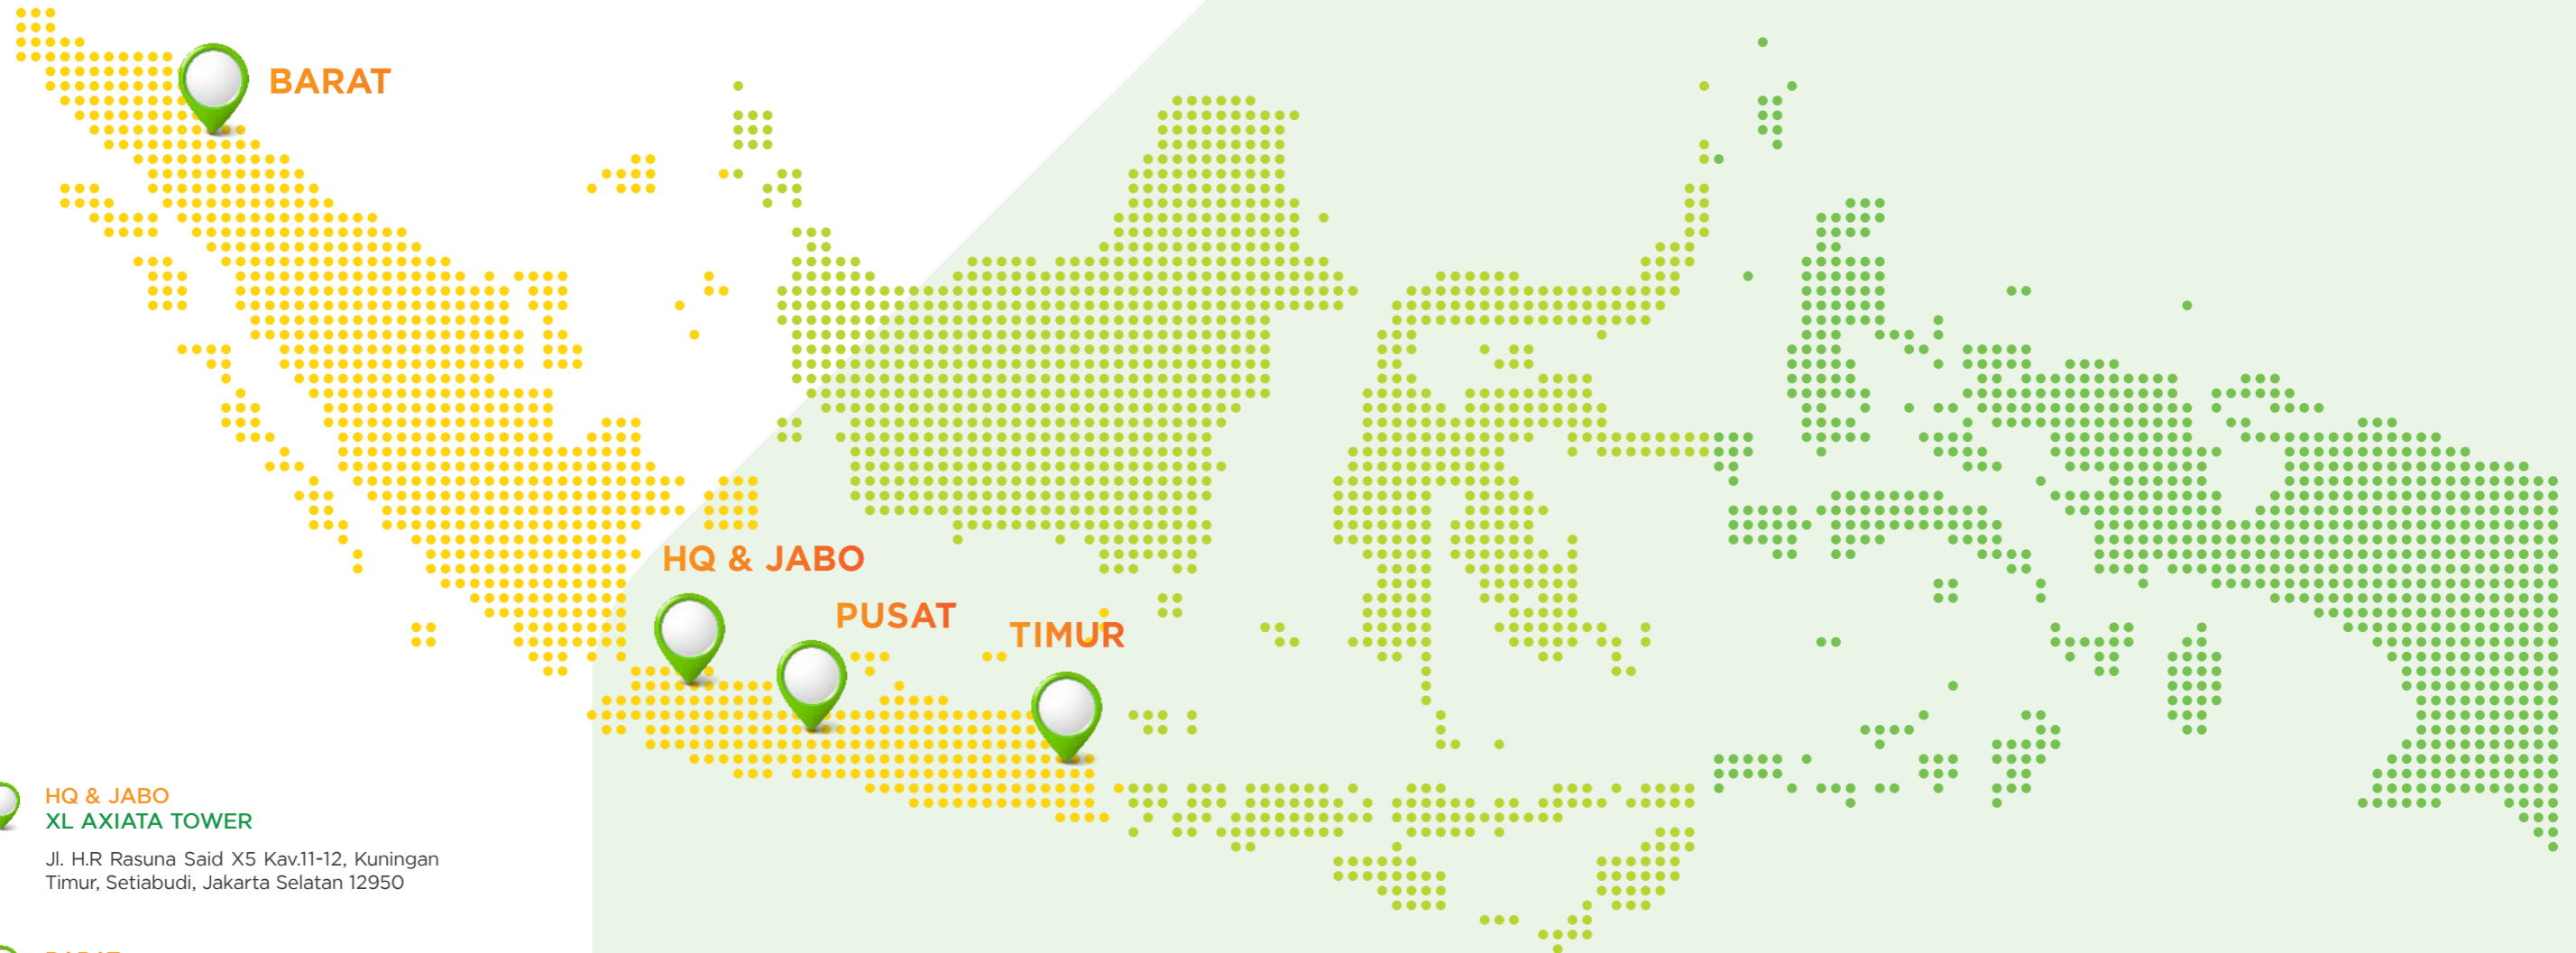 BARAT
HQ & JABO
PUSAT
TIMUR
HQ & JABO
XL AXIATA TOWER
Jl. H.R Rasuna Said X5 Kav.11-12, Kuningan
Timur, Setiabudi, Jakarta Selatan 12950